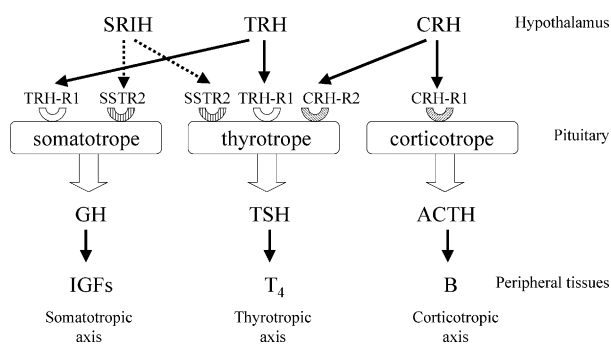 SRIH TRH CRH Hypothalamus
TRH-R1 SSTR2 SSTR2 TRH-R1 CRH-R2 CRH-R1
somatotrope thyrotrope corticotrope Pituitary
GH TSH ACTH
IGFs T4 B Peripheral tissues
Somatotropic Thyrotropic Corticotropic
axis axis axis